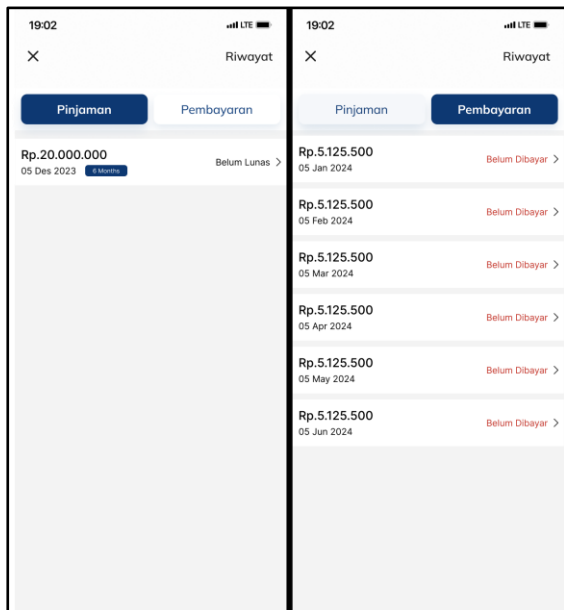 19:02 LTE
Riwayat
Pinjaman Pembayaran
Rp.20.000.000
05 Des 2023 6 Months
Belum Lunas
19:02 LTE
Riwayat
Pinjaman Pembayaran
Rp.5.125.500
05 Jan 2024
Belum Dibayar
Rp.5.125.500
05 Feb 2024
Belum Dibayar
Rp.5.125.500
05 Mar 2024
Belum Dibayar
Rp.5.125.500
05 Apr 2024
Belum Dibayar
Rp.5.125.500
05 May 2024
Belum Dibayar
Rp.5.125.500
05 Jun 2024
Belum Dibayar